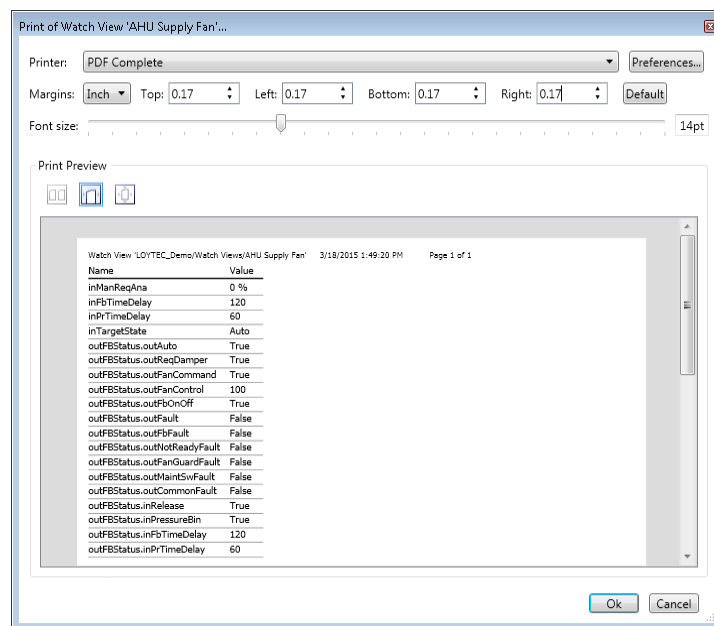 Print of Watch View 'AHU Supply Fan'...
Printer: PDF Complete Preferences...
Margins: Inch Top: 0.17 Left: 0.17 Bottom: 0.17 Right: 0.17 Default
Font size: 14pt
Print Preview
Watch View 'LOYTEC_Demo/Watch Views/AHU Supply Fan' 3/18/2015 1:49:20 PM Page 1 of 1
Name Value
inManReqAna 0 %
inFbTimeDelay 120
inPrTimeDelay 60
inTargetState Auto
outFBStatus.outAuto True
outFBStatus.outReqDamper True
outFBStatus.outFanCommand True
outFBStatus.outFanControl 100
outFBStatus.outFbOnOff True
outFBStatus.outFault False
outFBStatus.outFbFault False
outFBStatus.outNotReadyFault False
outFBStatus.outFanGuardFault False
outFBStatus.outMaintSwFault False
outFBStatus.outCommonFault False
outFBStatus.inRelease True
outFBStatus.inPressureBin True
outFBStatus.inFbTimeDelay 120
outFBStatus.inPrTimeDelay 60
Ok Cancel